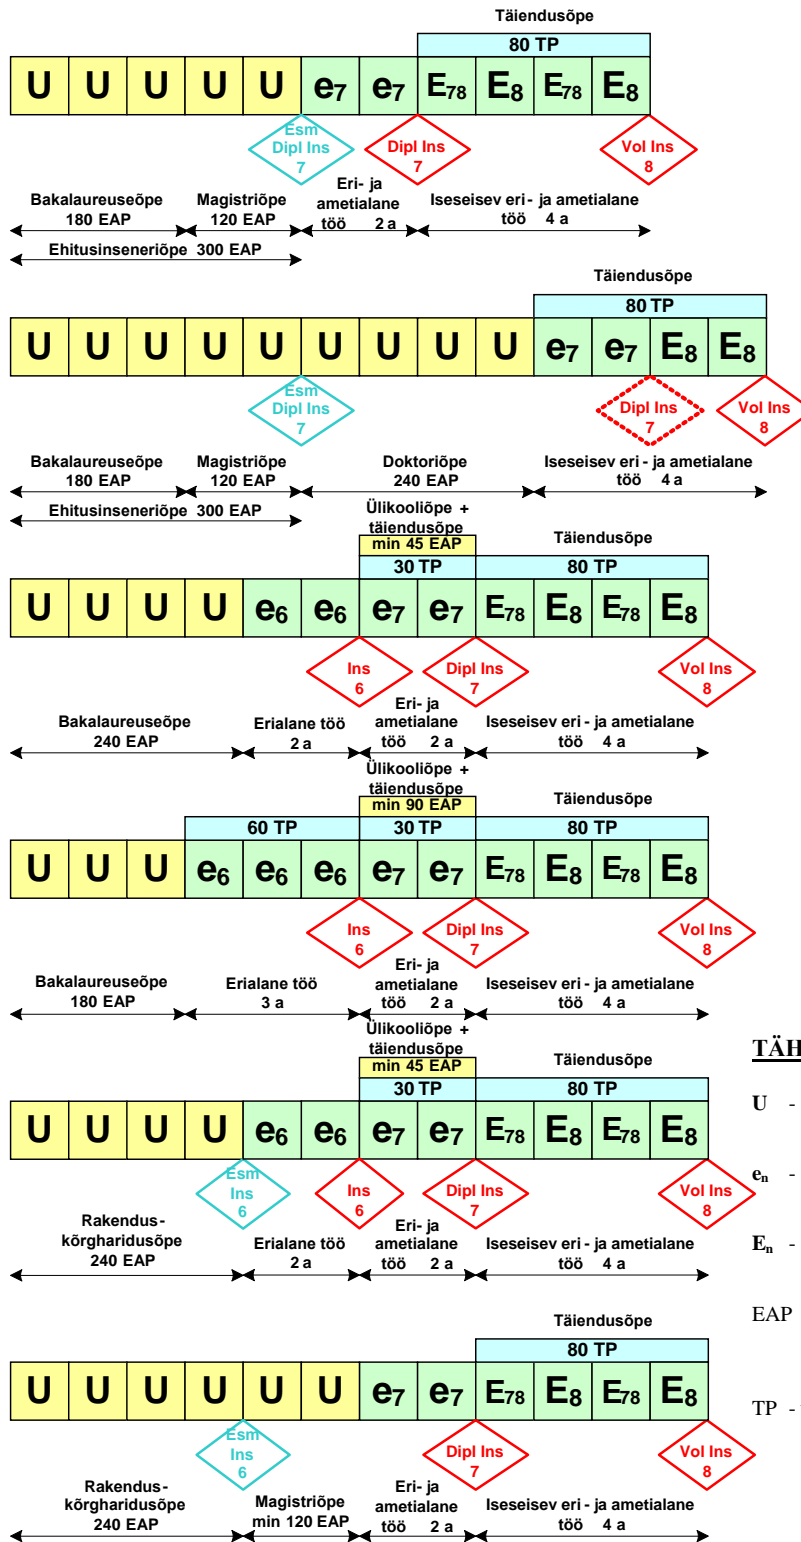 Täiendusõpe
80 TP
U U U U U e7 e7 E78 E8 E78 E8
Esm
Dipl Ins
7
Dipl Ins
7
Vol Ins
8
Bakalaureuseõpe
180 EAP
Magistriõpe
120 EAP
Eri- ja
ametialane
töö 2 a
Iseseisev eri - ja ametialane
töö 4 a
Ehitusinseneriõpe 300 EAP
Täiendusõpe
80 TP
U U U U U U U U U e7 e7 E8 E8
Esm
Dipl Ins
7
Dipl Ins
7
Vol Ins
8
Bakalaureuseõpe
180 EAP
Magistriõpe
120 EAP
Doktoriõpe
240 EAP
Iseseisev eri - ja ametialane
töö 4 a
Ehitusinseneriõpe 300 EAP
Ülikooliõpe +
täiendusõpe
min 45 EAP
30 TP
Täiendusõpe
80 TP
U U U U e6 e6 e7 e7 E78 E8 E78 E8
Ins
6
Dipl Ins
7
Vol Ins
8
Bakalaureuseõpe
240 EAP
Erialane töö
2 a
Eri- ja
ametialane
töö 2 a
Iseseisev eri - ja ametialane
töö 4 a
Ülikooliõpe +
täiendusõpe
min 90 EAP
Täiendusõpe
60 TP
30 TP
80 TP
U U U e6 e6 e6 e7 e7 E78 E8 E78 E8
Ins
6
Dipl Ins
7
Vol Ins
8
Bakalaureuseõpe
180 EAP
Erialane töö
3 a
Eri- ja
ametialane
töö 2 a
Iseseisev eri - ja ametialane
töö 4 a
Ülikooliõpe +
täiendusõpe
min 45 EAP
30 TP
Täiendusõpe
80 TP
U U U U e6 e6 e7 e7 E78 E8 E78 E8
Esm
Ins
6
Ins
6
Dipl Ins
7
Vol Ins
8
Rakendus-
kõrgharidusõpe
240 EAP
Erialane töö
2 a
Eri- ja
ametialane
töö 2 a
Iseseisev eri - ja ametialane
töö 4 a
Täiendusõpe
80 TP
U U U U U U e7 e7 E78 E8 E78 E8
Esm
Ins
6
Dipl Ins
7
Vol Ins
8
Rakendus-
kõrgharidusõpe
240 EAP
Magistriõpe
min 120 EAP
Eri- ja
ametialane
töö 2 a
Iseseisev eri - ja ametialane
töö 4 a
TÄH
U -
en -
En -
EAP
TP -